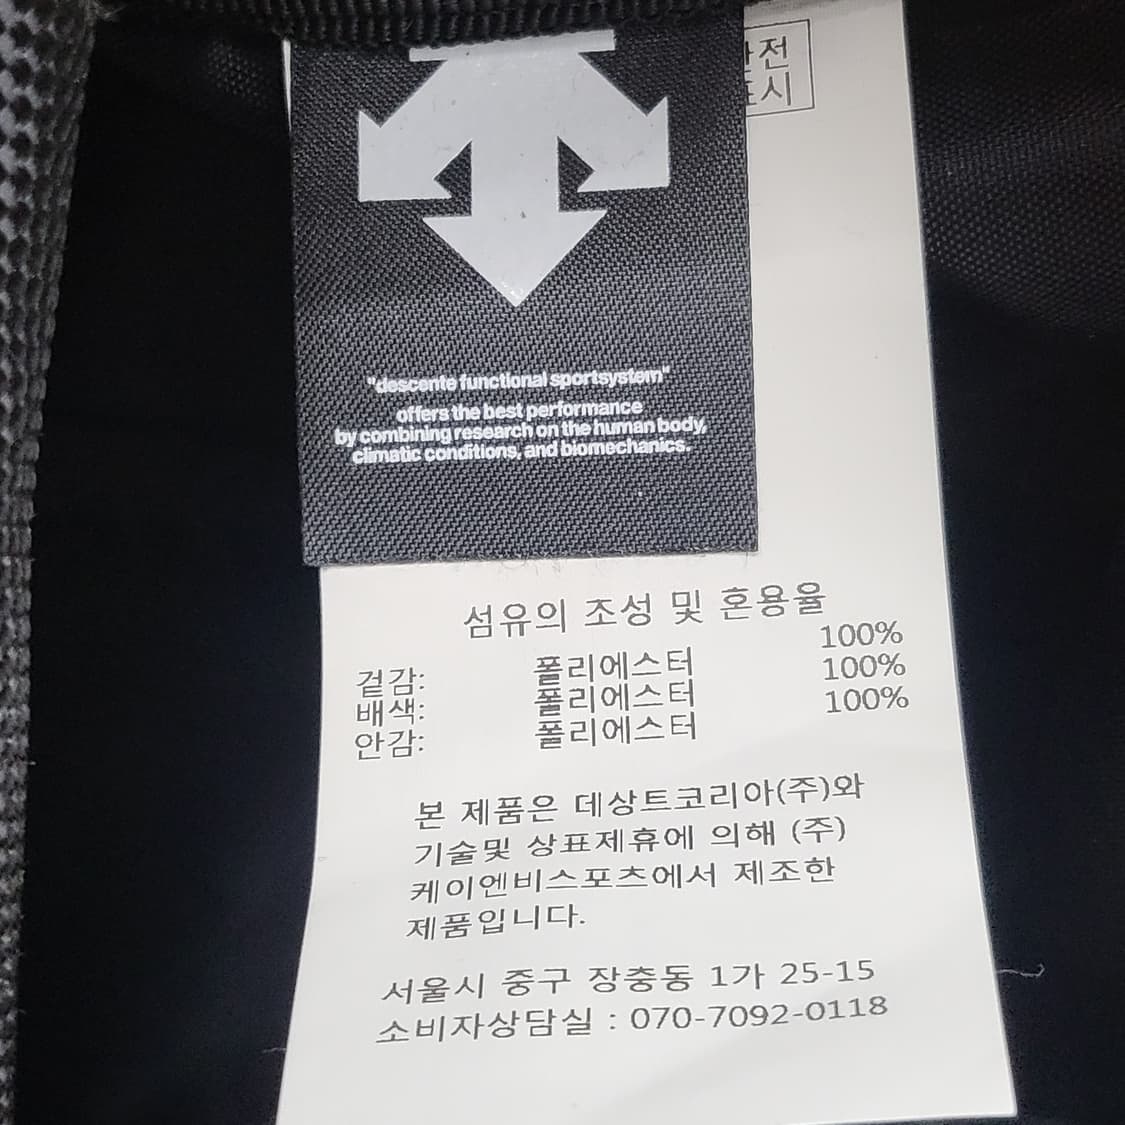 전
시
"descente functional sportsystem"
offers the best performance
by combining research on the human body,
climatic conditions, and biomechanics.
섬유의 조성 및 혼용율
겉감: 폴리에스터 100%
배색: 폴리에스터 100%
안감: 폴리에스터 100%
본 제품은 데상트코리아(주)와
기술및 상표제휴에 의해 (주)
케이엔비스포츠에서 제조한
제품입니다.
서울시 중구 장충동 1가 25-15
소비자상담실 : 070-7092-0118